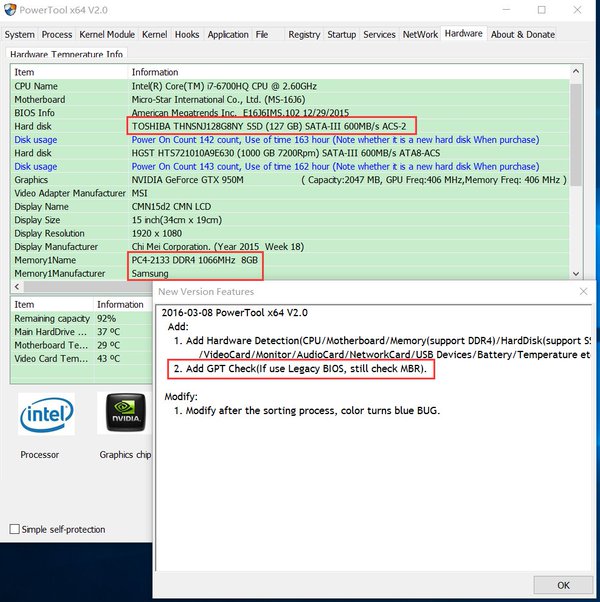 PowerTool x64 V2.0
System Process Kernel Module Kernel Hooks Application File Registry Startup Services NetWork Hardware About & Donate
Hardware Temperature Info
Item Information
CPU Name Intel(R) Core(TM) i7-6700HQ CPU @ 2.60GHz
Motherboard Micro-Star International Co., Ltd. (MS-16J6)
BIOS Info American Megatrends Inc. E16J6IMS.102 12/29/2015
Hard disk TOSHIBA THNSNJ128G8NY SSD (127 GB) SATA-III 600MB/s ACS-2
Disk usage Power On Count 142 count, Use of time 163 hour (Note whether it is a new hard disk When purchase)
Hard disk HGST HTS721010A9E630 (1000 GB 7200Rpm) SATA-III 600MB/s ATA8-ACS
Disk usage Power On Count 143 count, Use of time 162 hour (Note whether it is a new hard disk When purchase)
Graphics NVIDIA GeForce GTX 950M ( Capacity:2047 MB, GPU Freq:406 MHz,Memory Freq: 406 MHz )
Video Adapter Manufacturer MSI
Display Name CMN15d2 CMN LCD
Display Size 15 inch(34cm x 19cm)
Display Resolution 1920 x 1080
Display Manufacturer Chi Mei Corporation. (Year 2015 Week 18)
Memory1Name PC4-2133 DDR4 1066MHz 8GB
Memory1Manufacturer Samsung
Item Information
Remaining capacity 92%
Main HardDrive ... 37 ºC
Motherboard Te... 29 ºC
Video Card Tem... 43 ºC
intel
NVIDIA
Processor
Graphics chip
Simple self-protection
New Version Features
2016-03-08 PowerTool x64 V2.0
Add:
1. Add Hardware Detection(CPU/Motherboard/Memory(support DDR4)/HardDisk(support S
/VideoCard/Monitor/AudioCard/NetworkCard/USB Devices/Battery/Temperature et
2. Add GPT Check(If use Legacy BIOS, still check MBR).
Modify:
1. Modify after the sorting process, color turns blue BUG.
OK